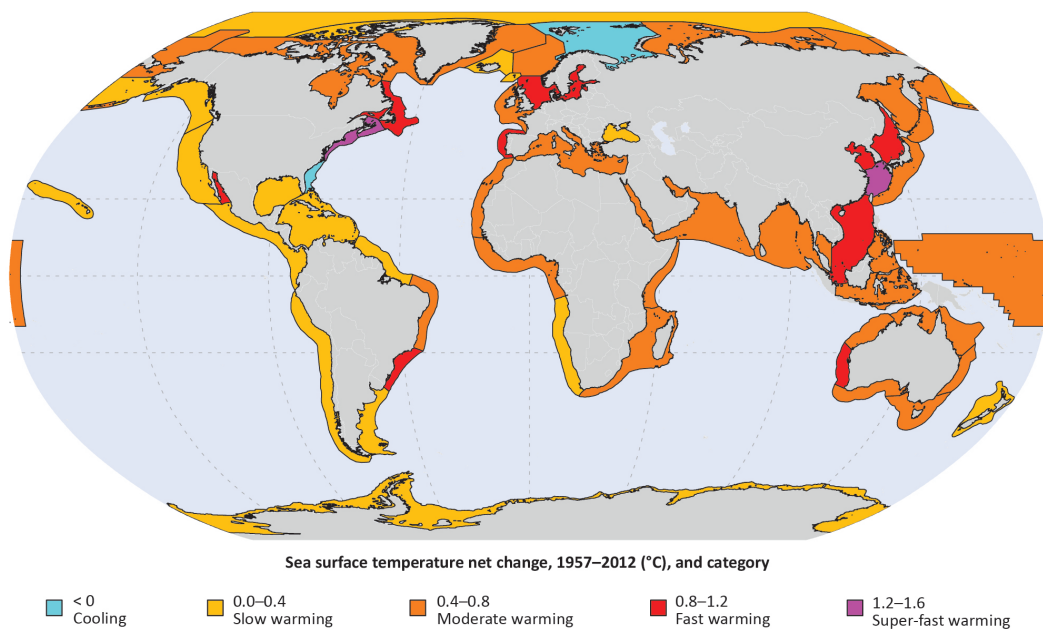 Sea surface temperature net change, 1957–2012 (°C), and category
< 0
Cooling
0.0–0.4
Slow warming
0.4–0.8
Moderate warming
0.8–1.2
Fast warming
1.2–1.6
Super-fast warming